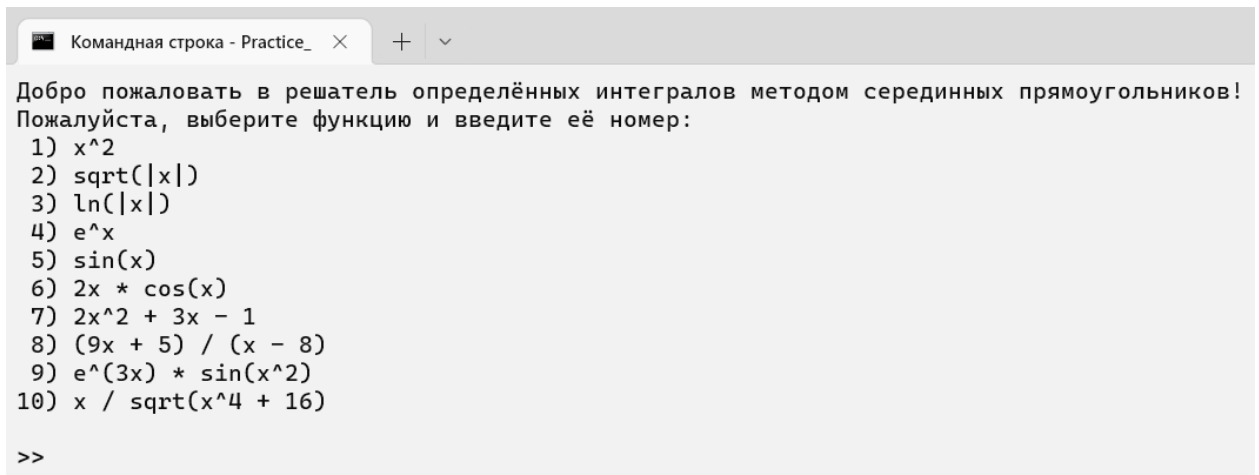 Командная строка - Practice_
Добро пожаловать в решатель определённых интегралов методом серединных прямоугольников!
Пожалуйста, выберите функцию и введите её номер:
1) x^2
2) sqrt(|x|)
3) ln(|x|)
4) e^x
5) sin(x)
6) 2x * cos(x)
7) 2x^2 + 3x - 1
8) (9x + 5) / (x - 8)
9) e^(3x) * sin(x^2)
10) x / sqrt(x^4 + 16)
>>